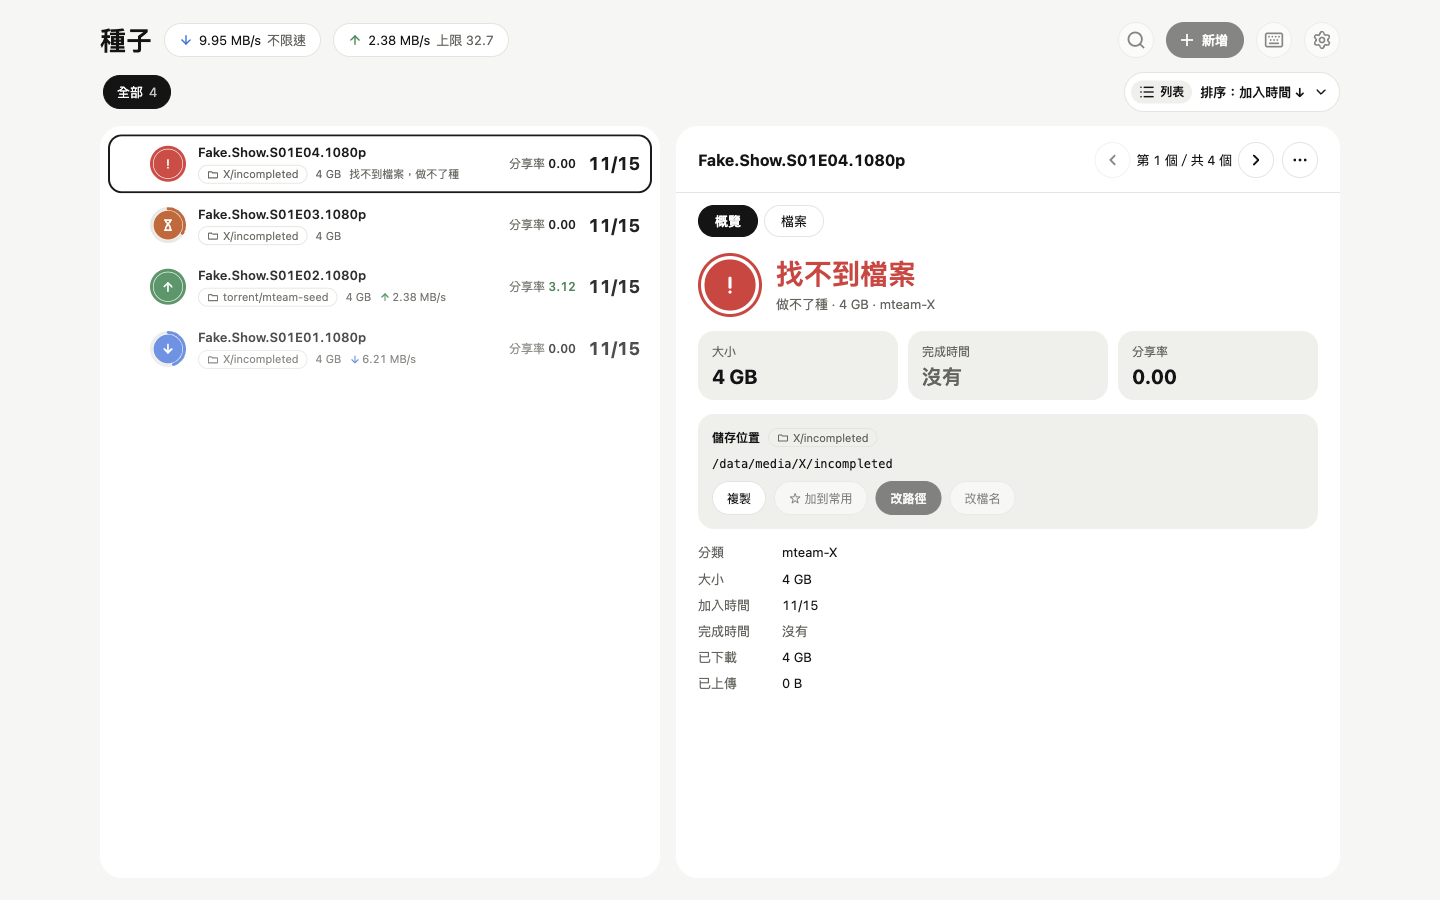 種子
9.95 MB/s 不限速
2.38 MB/s 上限 32.7
新增
全部 4
列表
排序：加入時間
Fake.Show.S01E04.1080p
X/incompleted 4 GB 找不到檔案，做不了種
分享率 0.00
11/15
Fake.Show.S01E03.1080p
X/incompleted 4 GB
分享率 0.00
11/15
Fake.Show.S01E02.1080p
torrent/mteam-seed 4 GB 2.38 MB/s
分享率 3.12
11/15
Fake.Show.S01E01.1080p
X/incompleted 4 GB 6.21 MB/s
分享率 0.00
11/15
Fake.Show.S01E04.1080p
第 1 個 / 共 4 個
概覽
檔案
找不到檔案
做不了種 · 4 GB · mteam-X
大小
4 GB
完成時間
沒有
分享率
0.00
儲存位置 X/incompleted
/data/media/X/incompleted
複製
加到常用
改路徑
改檔名
分類 mteam-X
大小 4 GB
加入時間 11/15
完成時間 沒有
已下載 4 GB
已上傳 0 B